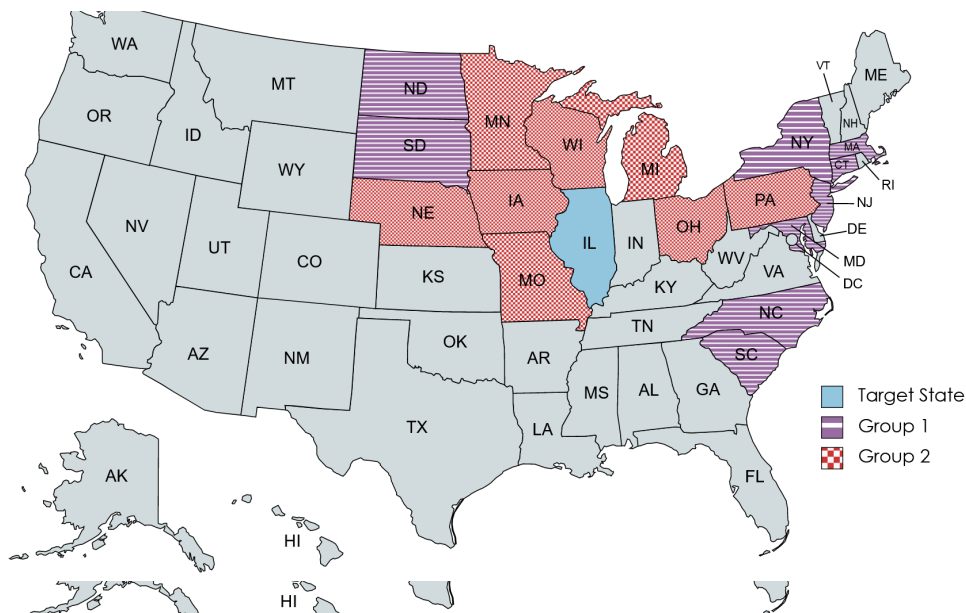 WA
MT
ND
MN
VT
ME
OR
ID
SD
WI
NH
NY
MA
WY
MI
CT
RI
NE
IA
PA
NJ
NV
UT
OH
DE
CA
CO
IL
IN
WV
MD
KS
MO
KY
VA
DC
NC
TN
AZ
NM
OK
AR
SC
MS
AL
GA
TX
LA
FL
Target State
Group 1
Group 2
AK
HI
HI